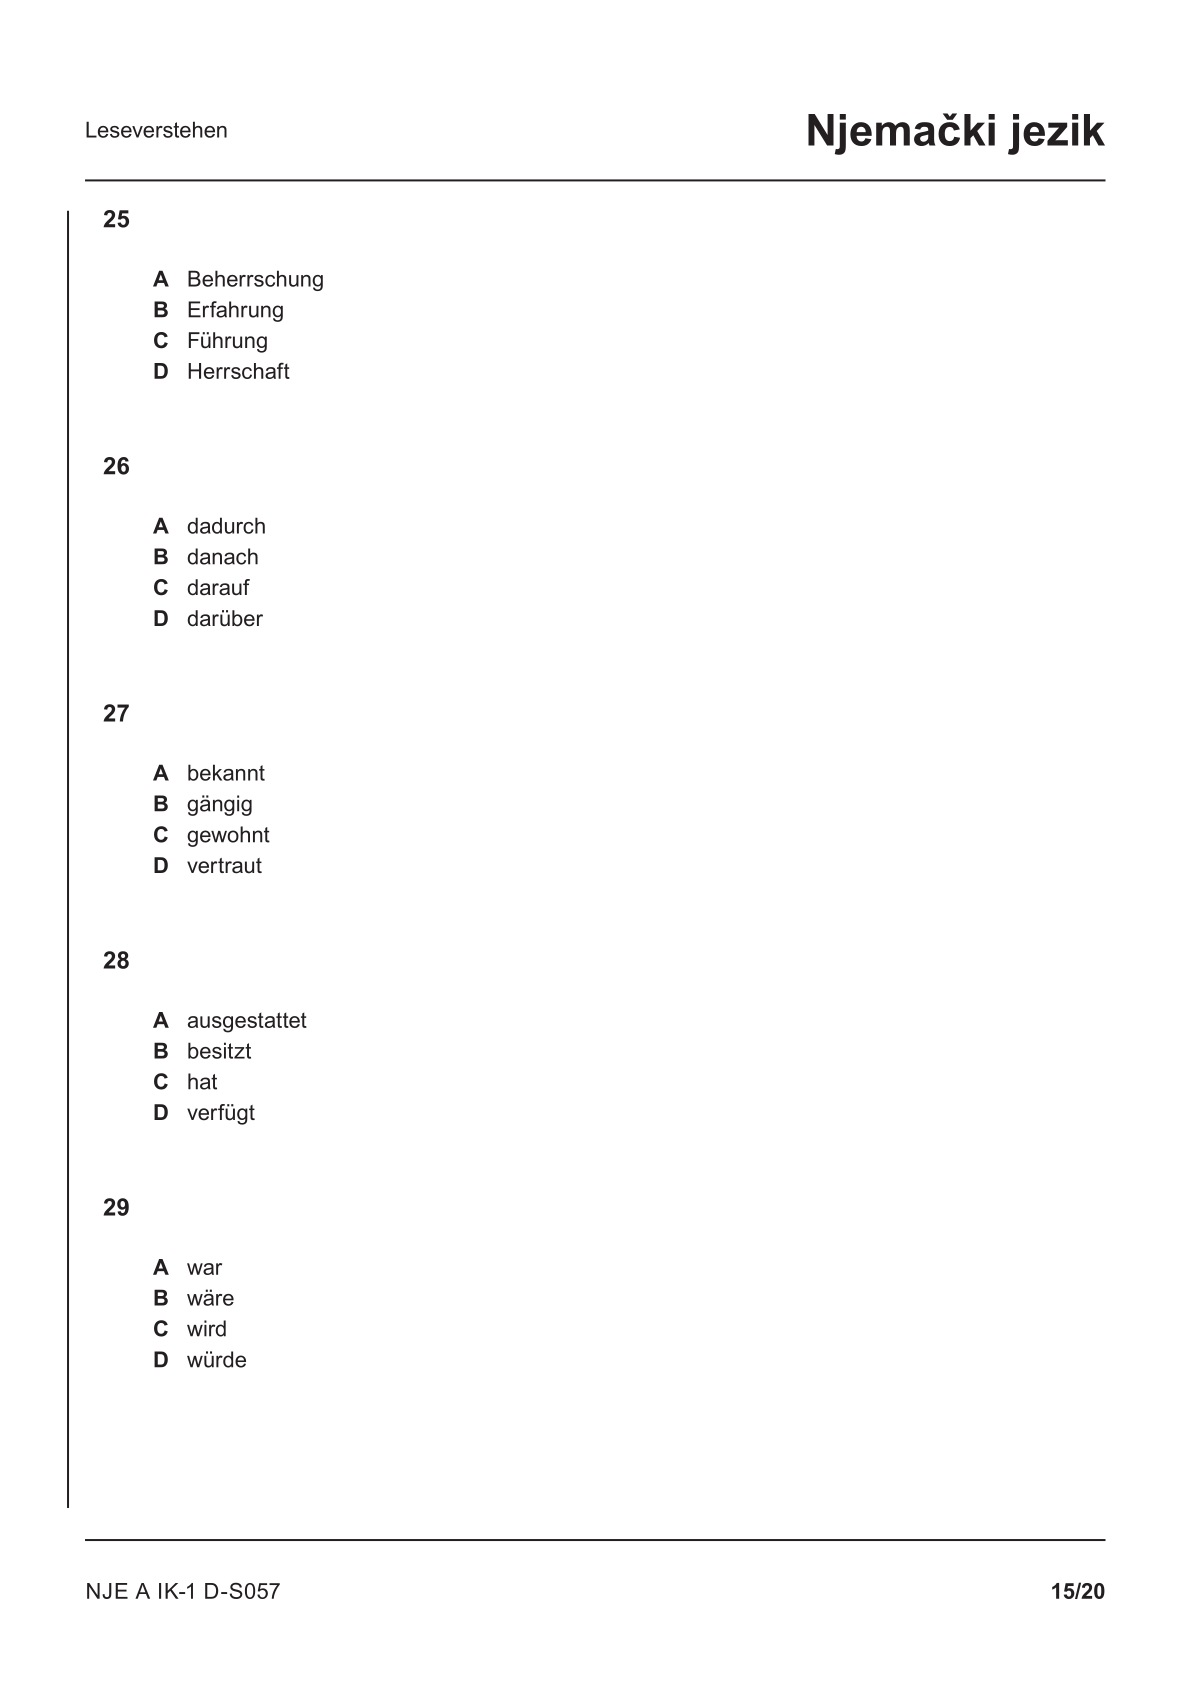 Leseverstehen
Njemački jezik
25
A Beherrschung
B Erfahrung
C Führung
D Herrschaft
26
A dadurch
B danach
C darauf
D darüber
27
A bekannt
B gängig
C gewohnt
D vertraut
28
A ausgestattet
B besitzt
C hat
D verfügt
29
A war
B wäre
C wird
D würde
NJE A IK-1 D-S057
15/20